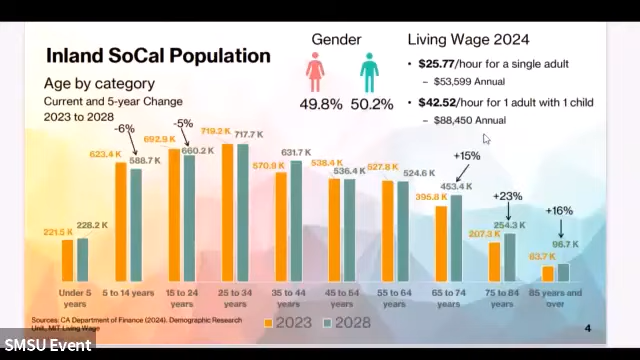 Inland SoCal Population
Age by category
Current and 5-year Change
2023 to 2028
Gender
49.8% 50.2%
Living Wage 2024
• $25.77/hour for a single adult
– $53,599 Annual
• $42.52/hour for 1 adult with 1 child
– $88,450 Annual
-6%
-5%
+15%
+23%
+16%
221.5 K 228.2 K
623.4 K 588.7 K
692.9 K 660.2 K
719.2 K 717.7 K
570.9 K 631.7 K
538.4 K 536.4 K
527.8 K 524.6 K
395.8 K 453.4 K
207.3 K 254.3 K
Under 5 years
5 to 14 years
15 to 24 years
25 to 34 years
35 to 44 years
45 to 54 years
55 to 64 years
65 to 74 years
75 to 84 years
85 years and over
2023 2028
Sources: CA Department of Finance (2024). Demographic Research
Unit., MIT Living Wage
4
SMSU Event